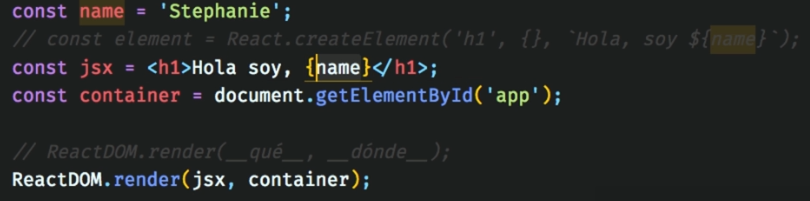 const name = 'Stephanie';
// const element = React.createElement('h1', {}, `Hola, soy ${name}`);
const jsx = <h1>Hola soy, {name}</h1>;
const container = document.getElementById('app');
// ReactDOM.render(__qué__, __dónde__);
ReactDOM.render(jsx, container);